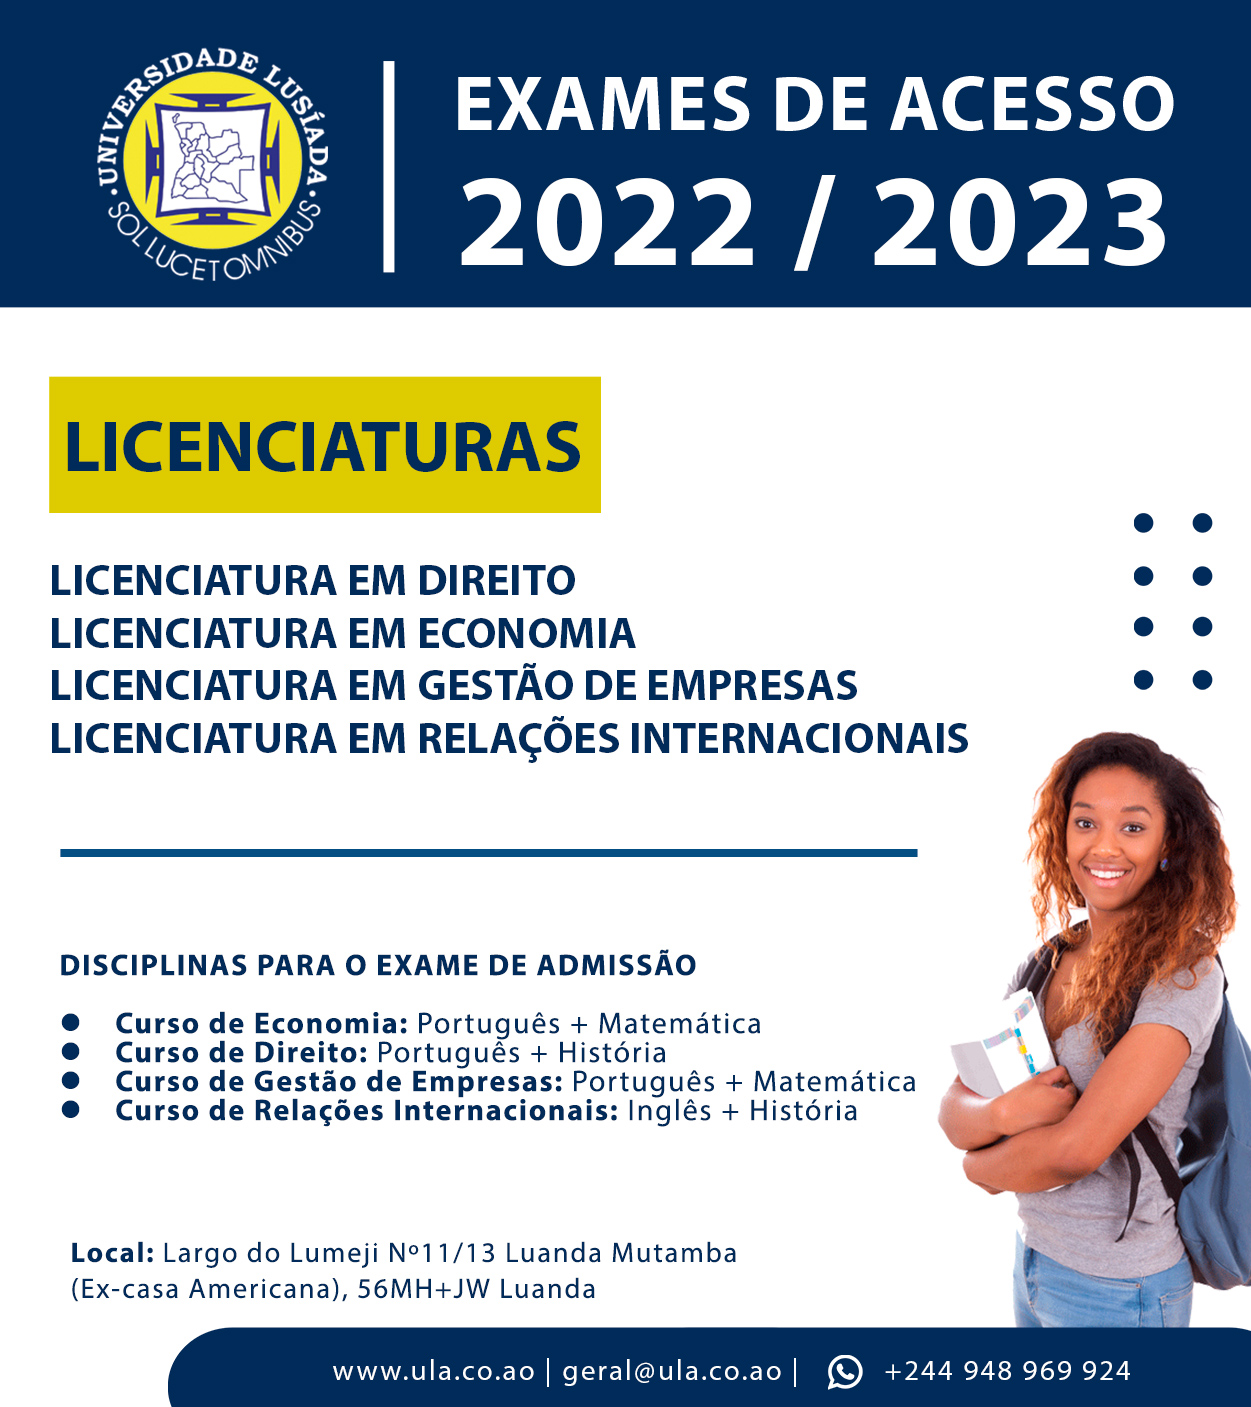 UNIVERSIDADE LUSÍADA
SOL LUCET OMNIBUS
EXAMES DE ACESSO
2022 / 2023
LICENCIATURAS
LICENCIATURA EM DIREITO
LICENCIATURA EM ECONOMIA
LICENCIATURA EM GESTÃO DE EMPRESAS
LICENCIATURA EM RELAÇÕES INTERNACIONAIS
DISCIPLINAS PARA O EXAME DE ADMISSÃO
● Curso de Economia: Português + Matemática
● Curso de Direito: Português + História
● Curso de Gestão de Empresas: Português + Matemática
● Curso de Relações Internacionais: Inglês + História
Local: Largo do Lumeji Nº11/13 Luanda Mutamba
(Ex-casa Americana), 56MH+JW Luanda
www.ula.co.ao | geral@ula.co.ao | +244 948 969 924